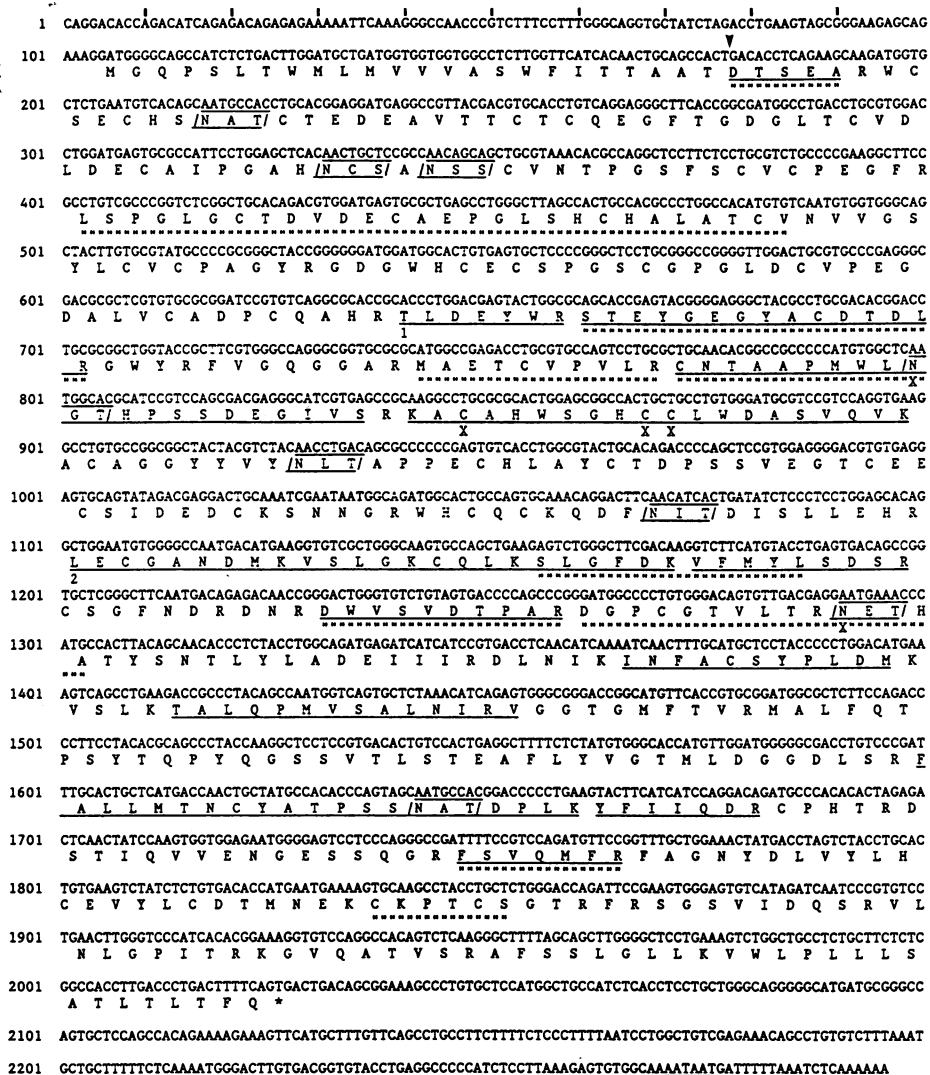 1 CAGGACACCCAGACATCAGAGACAGAGAGAAAAATTCAAAGGGCCAACCCGTCTTTCCTTTGGGCAGGTGCTATCTAGACCTGAAGTAGCGGGAAGAGCAG
101 AAAGGATGGGGCAGCCATCTCTGACTTGGATGCTGATGGTGGTGGTGGCCTCTTGGTTCATCACAACTGCAGCCACTGACACCTCAGAAGCAAGATGGTG
M G Q P S L T W M L M V V V A S W F I T T A A T D T S E A R W C
201 CTCTGAATGTCACAGCAATGCCACCTGCACGGAGGATGAGGCCGTTACGACGTGCACCTGTCAGGAGGGCTTCACCGGCGATGGCCTGACCTGCGTGGAC
S E C H S /N A T/ C T E D E A V T T C T C Q E G F T G D G L T C V D
301 CTGGATGAGTGCGCCATTCCTGGAGCTCACAACTGCTCCGCCAACAGCAGCTGCGTAAACACGCCAGGCTCCTTCTCCTGCGTCTGCCCCGAAGGCTTCC
L D E C A I P G A H /N C S/ A /N S S/ C V N T P G S F S C V C P E G F R
401 GCCTGTCGCCCGGTCTCGGCTGCACAGACGTGGATGAGTGCGCTGAGCCTGGGCTTAGCCACTGCCACGCCCTGGCCACATGTGTCAATGTGGTGGGCAG
L S P G L G C T D V D E C A E P G L S H C H A L A T C V N V V G S
501 CTACTTGTGCGTATGCCCCGCGGGCTACCGGGGGGATGGATGGCACTGTGAGTGCTCCCCGGGCTCCTGCGGGCCGGGGTTGGACTGCGTGCCCGAGGGC
Y L C V C P A G Y R G D G W H C E C S P G S C G P G L D C V P E G
601 GACGCGCTCGTGTGCGCGGATCCGTGTCAGGCGCACCGCACCCTGGACGAGTACTGGCGCAGCACCGAGTACGGGGAGGGCTACGCCTGCGACACGGACC
D A L V C A D P C Q A H R T L D E Y W R S T E Y G E G Y A C D T D L
1
701 TGCGCGGCTGGTACCGCTTCGTGGGCCAGGGCGGTGCGCGCATGGCCGAGACCTGCGTGCCAGTCCTGCGCTGCAACACGGCCGCCCCCATGTGGCTCAA
R G W Y R F V G Q G G A R M A E T C V P V L R C N T A A P M W L /N
X
801 TGGCACGCATCCGTCCAGCGACGAGGGCATCGTGAGCCGCAAGGCCTGCGCGCACTGGAGCGGCCACTGCTGCCTGTGGGATGCGTCCGTCCAGGTGAAG
G T/ H P S S D E G I V S R K A C A H W S G H C C L W D A S V Q V K
X X X
901 GCCTGTGCCGGCGGCTACTACGTCTACAACCTGACAGCGCCCCCCGAGTGTCACCTGGCGTACTGCACAGACCCCAGCTCCGTGGAGGGGACGTGTGAGG
A C A G G Y Y V Y /N L T/ A P P E C H L A Y C T D P S S V E G T C E E
1001 AGTGCAGTATAGACGAGGACTGCAAATCGAATAATGGCAGATGGCACTGCCAGTGCAAACAGGACTTCAACATCACTGATATCTCCCTCCTGGAGCACAG
C S I D E D C K S N N G R W H C Q C K Q D F /N I T/ D I S L L E H R
1101 GCTGGAATGTGGGGCCAATGACATGAAGGTGTCGCTGGGCAAGTGCCAGCTGAAGAGTCTGGGCTTCGACAAGGTCTTCATGTACCTGAGTGACAGCCGG
L E C G A N D M K V S L G K C Q L K S L G F D K V F M Y L S D S R
2
1201 TGCTCGGGCTTCAATGACAGAGACAACCGGGACTGGGTGTCTGTAGTGACCCCAGCCCGGGATGGCCCCTGTGGGACAGTGTTGACGAGGAATGAAACCC
C S G F N D R D N R D W V S V D T P A R D G P C G T V L T R /N E T/ H
X
1301 ATGCCACTTACAGCAACACCCTCTACCTGGCAGATGAGATCATCATCCGTGACCTCAACATCAAAATCAACTTTGCATGCTCCTACCCCCTGGACATGAA
A T Y S N T L Y L A D E I I I R D L N I K I N F A C S Y P L D M K
1401 AGTCAGCCTGAAGACCGCCCTACAGCCAATGGTCAGTGCTCTAAACATCAGAGTGGGCGGGACCGGCATGTTCACCGTGCGGATGGCGCTCTTCCAGACC
V S L K T A L Q P M V S A L N I R V G G T G M F T V R M A L F Q T
1501 CCTTCCTACACGCAGCCCTACCAAGGCTCCTCCGTGACACTGTCCACTGAGGCTTTTCTCTATGTGGGCACCATGTTGGATGGGGGCGACCTGTCCCGAT
P S Y T Q P Y Q G S S V T L S T E A F L Y V G T M L D G G D L S R F
1601 TTGCACTGCTCATGACCAACTGCTATGCCACACCCAGTAGCAATGCCACGGACCCCCTGAAGTACTTCATCATCCAGGACAGATGCCCACACACTAGAGA
A L L M T N C Y A T P S S /N A T/ D P L K Y F I I Q D R C P H T R D
1701 CTCAACTATCCAAGTGGTGGAGAATGGGGAGTCCTCCCAGGGCCGATTTTCCGTCCAGATGTTCCGGTTTGCTGGAAACTATGACCTAGTCTACCTGCAC
S T I Q V V E N G E S S Q G R F S V Q M F R F A G N Y D L V Y L H
1801 TGTGAAGTCTATCTCTGTGACACCATGAATGAAAAGTGCAAGCCTACCTGCTCTGGGACCAGATTCCGAAGTGGGAGTGTCATAGATCAATCCCGTGTCC
C E V Y L C D T M N E K C K P T C S G T R F R S G S V I D Q S R V L
1901 TGAACTTGGGTCCCATCACACGGAAAGGTGTCCAGGCCACAGTCTCAAGGGCTTTTAGCAGCTTGGGGCTCCTGAAAGTCTGGCTGCCTCTGCTTCTCTC
N L G P I T R K G V Q A T V S R A F S S L G L L K V W L P L L L S
2001 GGCCACCTTGACCCTGACTTTTCAGTGACTGACAGCGGAAAGCCCTGTGCTCCATGGCTGCCATCTCACCTCCTGCTGGGCAGGGGGCATGATGCGGGCC
A T L T L T F Q *
2101 AGTGCTCCAGCCACAGAAAAGAAAGTTCATGCTTTGTTCAGCCTGCCTTCTTTTCTCCCTTTTAATCCTGGCTGTCGAGAAACAGCCTGTGTCTTTAAAT
2201 GCTGCTTTTTCTCAAAATGGGACTTGTGACGGTGTACCTGAGGCCCCCATCTCCTTAAAGAGTGTGGCAAAATAATGATTTTTAAATCTCAAAAAA